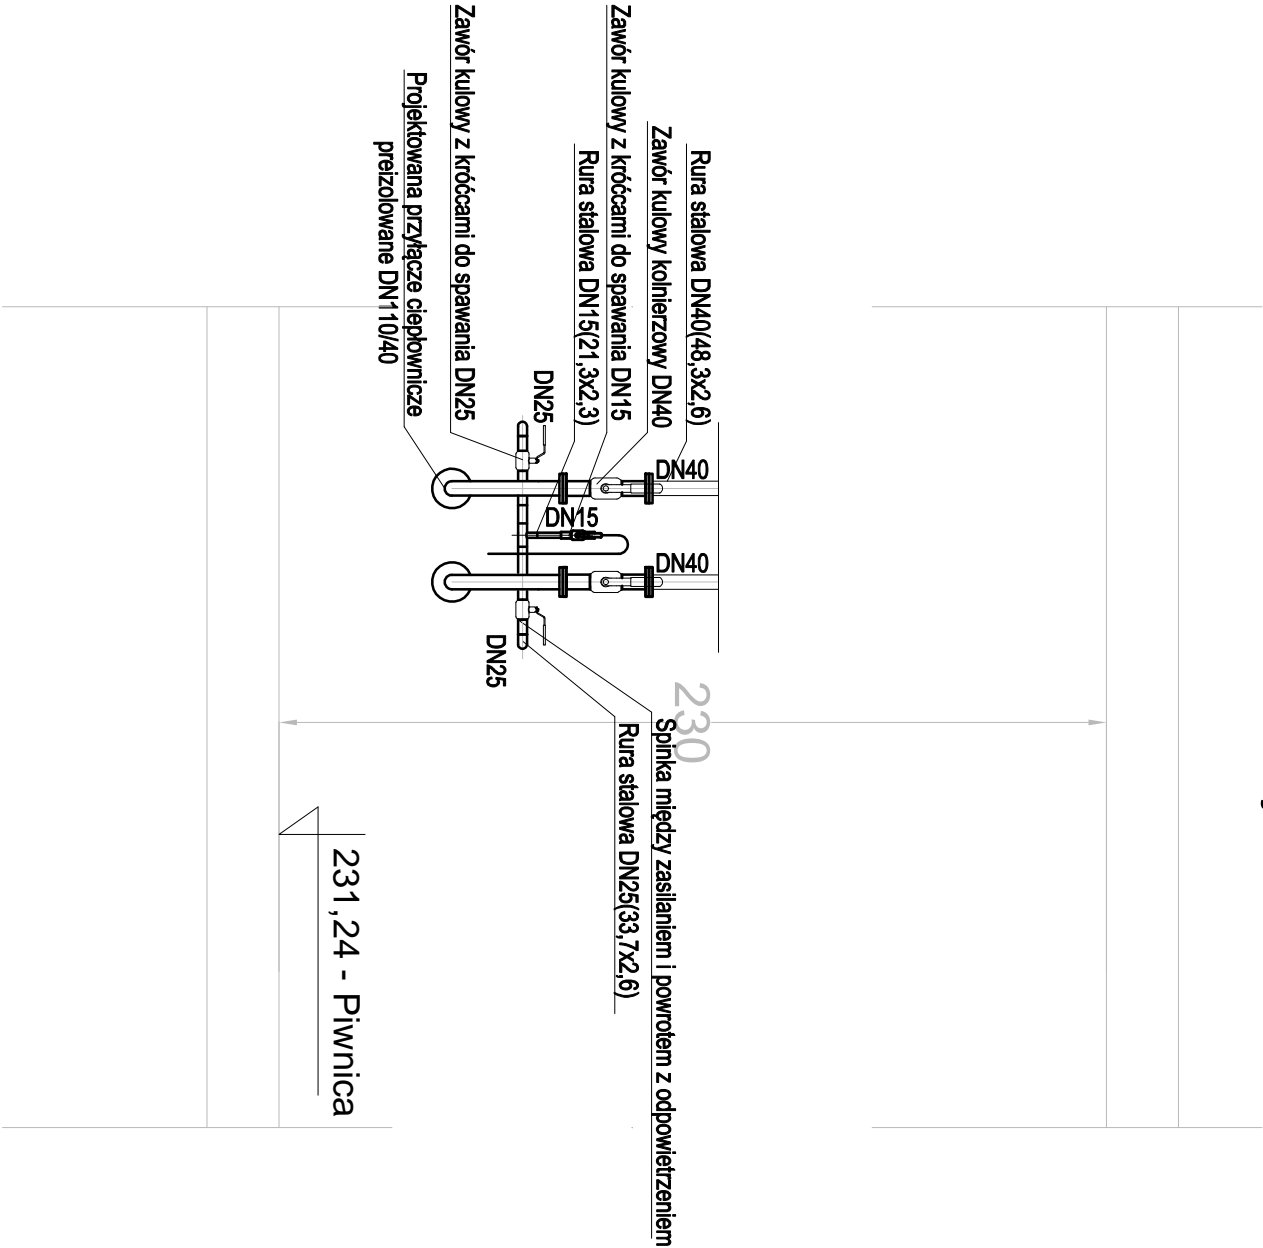 Rura stalowa DN40(48,3x2,6)
Zawór kulowy kołnierzowy DN40
Zawór kulowy z króćcami do spawania DN15
Rura stalowa DN15(21,3x2,3)
Zawór kulowy z króćcami do spawania DN25
Projektowana przyłącze ciepłownicze
preizolowane DN110/40
DN25
DN40
DN15
DN40
DN25
230
Spinka między zasilaniem i powrotem z odpowietrzeniem
Rura stalowa DN25(33,7x2,6)
231,24 - Piwnica